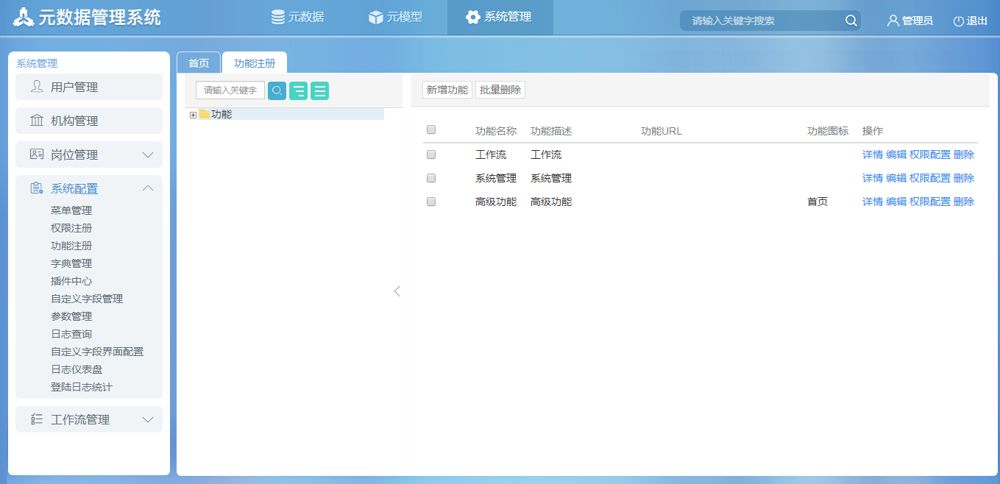 元数据管理系统
元数据
元模型
系统管理
请输入关键字搜索
管理员
退出
系统管理
用户管理
机构管理
岗位管理
系统配置
菜单管理
权限注册
功能注册
字典管理
插件中心
自定义字段管理
参数管理
日志查询
自定义字段界面配置
日志仪表盘
登陆日志统计
工作流管理
首页
功能注册
请输入关键字
功能
新增功能
批量删除
功能名称 功能描述 功能URL 功能图标 操作
工作流 工作流 详情 编辑 权限配置 删除
系统管理 系统管理 详情 编辑 权限配置 删除
高级功能 高级功能 首页 详情 编辑 权限配置 删除